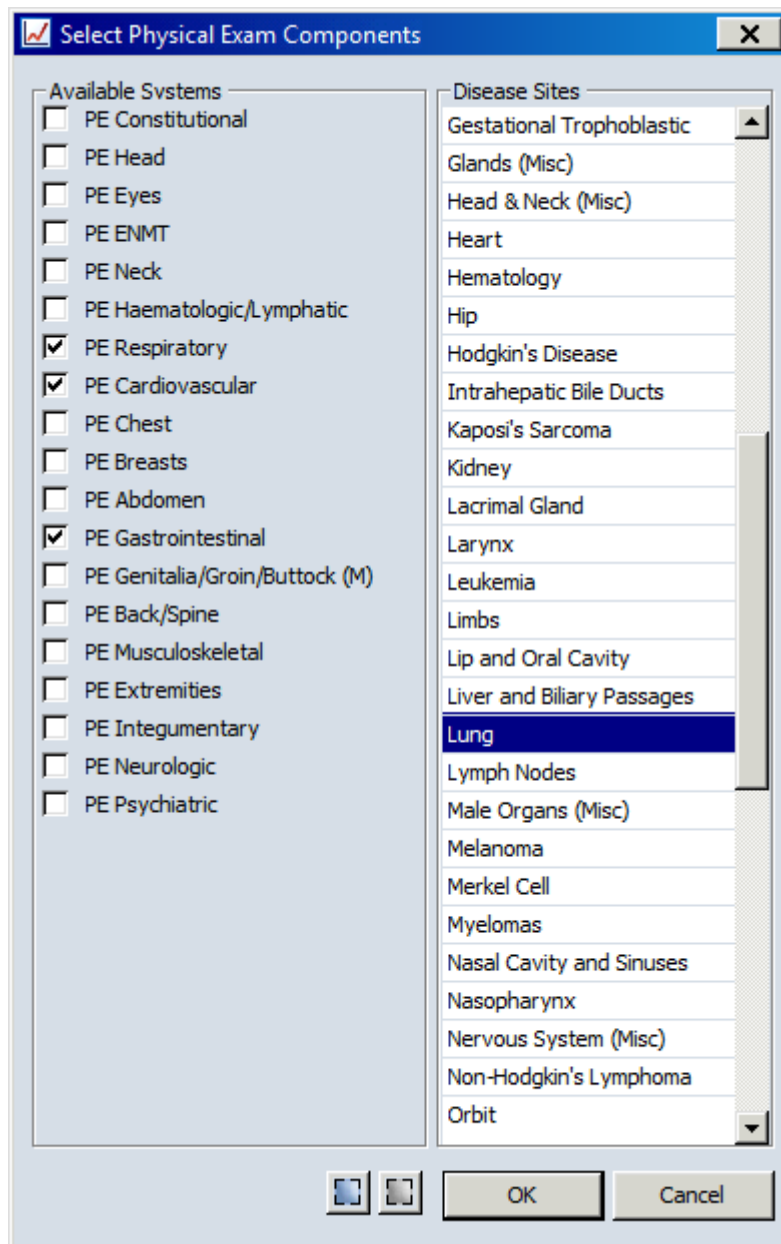 Select Physical Exam Components
Available Systems
PE Constitutional
PE Head
PE Eyes
PE ENMT
PE Neck
PE Haematologic/Lymphatic
PE Respiratory
PE Cardiovascular
PE Chest
PE Breasts
PE Abdomen
PE Gastrointestinal
PE Genitalia/Groin/Buttock (M)
PE Back/Spine
PE Musculoskeletal
PE Extremities
PE Integumentary
PE Neurologic
PE Psychiatric
Disease Sites
Gestational Trophoblastic
Glands (Misc)
Head & Neck (Misc)
Heart
Hematology
Hip
Hodgkin's Disease
Intrahepatic Bile Ducts
Kaposi's Sarcoma
Kidney
Lacrimal Gland
Larynx
Leukemia
Limbs
Lip and Oral Cavity
Liver and Biliary Passages
Lung
Lymph Nodes
Male Organs (Misc)
Melanoma
Merkel Cell
Myelomas
Nasal Cavity and Sinuses
Nasopharynx
Nervous System (Misc)
Non-Hodgkin's Lymphoma
Orbit
OK
Cancel